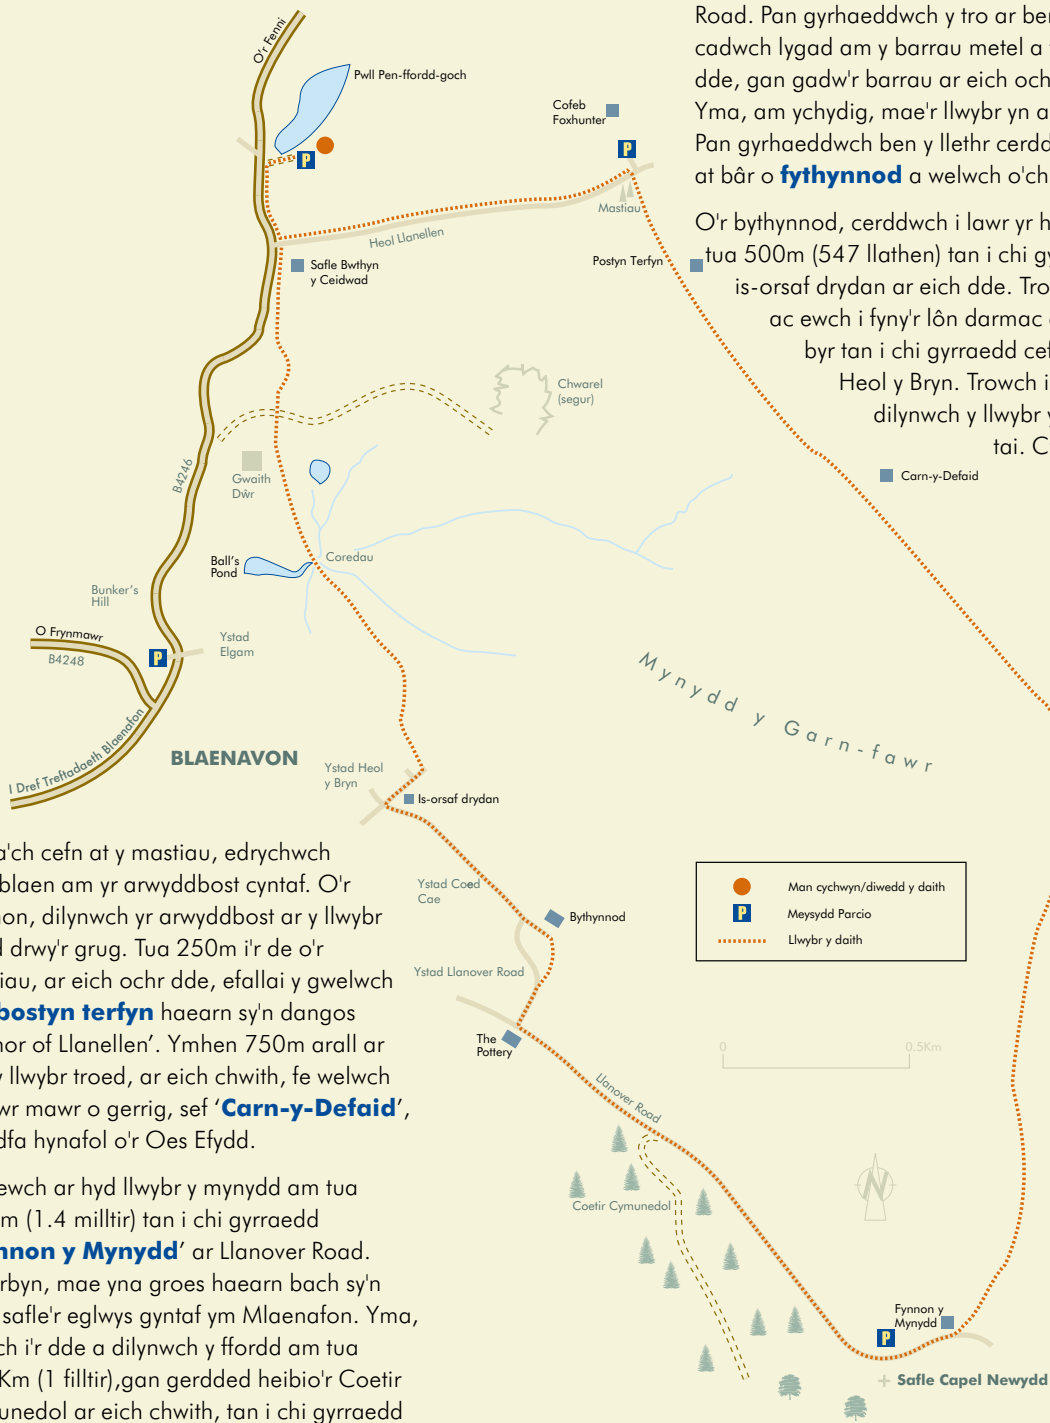 Road. Pan gyrhaeddwch y tro ar ben
cadwch lygad am y barrau metel a
dde, gan gadw'r barrau ar eich och
Yma, am ychydig, mae'r llwybr yn a
Pan gyrhaeddwch ben y llethr cerdd
at bâr o fythynnod a welwch o'ch
O'r bythynnod, cerddwch i lawr yr h
tua 500m (547 llathen) tan i chi gy
is-orsaf drydan ar eich dde. Tro
ac ewch i fyny'r lôn darmac
byr tan i chi gyrraedd cef
Heol y Bryn. Trowch i
dilynwch y llwybr y
tai. C
O'r Fenni
Pwll Pen-ffordd-goch
P
Cofeb
Foxhunter
P
Mastiau
Heol Llanellen
Safle Bwthyn
y Ceidwad
Postyn Terfyn
Chwarel
(segur)
B4246
Gwaith
Dŵr
Carn-y-Defaid
Ball's
Pond
Coredau
Bunker's
Hill
O Frynmawr
B4248
P
Ystad
Elgam
I Dref Treftadaeth Blaenafon
BLAENAVON
Mynydd y Garn-fawr
Ystad Heol
y Bryn
Is-orsaf drydan
Ystad Coed
Cae
Bythynnod
Ystad Llanover Road
The
Pottery
Llanover Road
Man cychwyn/diwedd y daith
P
Meysydd Parcio
Llwybr y daith
0
0.5Km
N
Coetir Cymunedol
Fynnon y
Mynydd
P
Safle Capel Newydd
a'ch cefn at y mastiau, edrychwch
blaen am yr arwyddbost cyntaf. O'r
hon, dilynwch yr arwyddbost ar y llwybr
d drwy'r grug. Tua 250m i'r de o'r
iau, ar eich ochr dde, efallai y gwelwch
bostyn terfyn haearn sy'n dangos
nor of Llanellen’. Ymhen 750m arall ar
y llwybr troed, ar eich chwith, fe welwch
wr mawr o gerrig, sef ‘Carn-y-Defaid’,
dfa hynafol o'r Oes Efydd.
ewch ar hyd llwybr y mynydd am tua
m (1.4 milltir) tan i chi gyrraedd
nnon y Mynydd’ ar Llanover Road.
rbyn, mae yna groes haearn bach sy'n
safle'r eglwys gyntaf ym Mlaenafon. Yma,
ch i'r dde a dilynwch y ffordd am tua
Km (1 filltir),gan gerdded heibio'r Coetir
unedol ar eich chwith, tan i chi gyrraedd